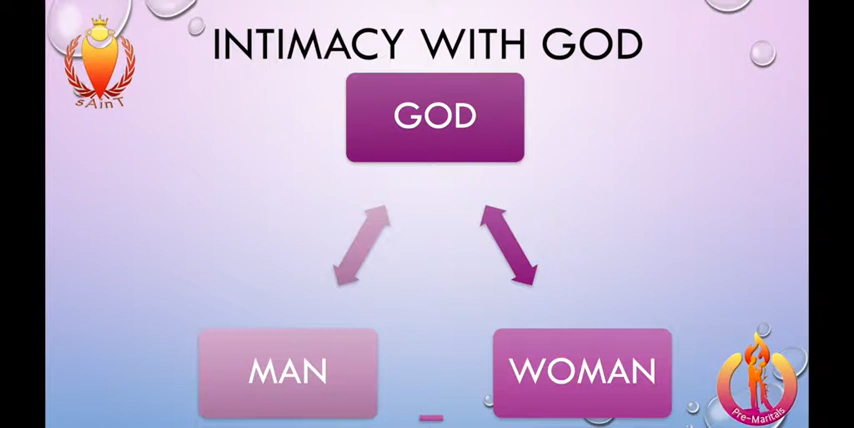 INTIMACY WITH GOD
GOD
MAN
WOMAN
sAinT
Pre-Maritals